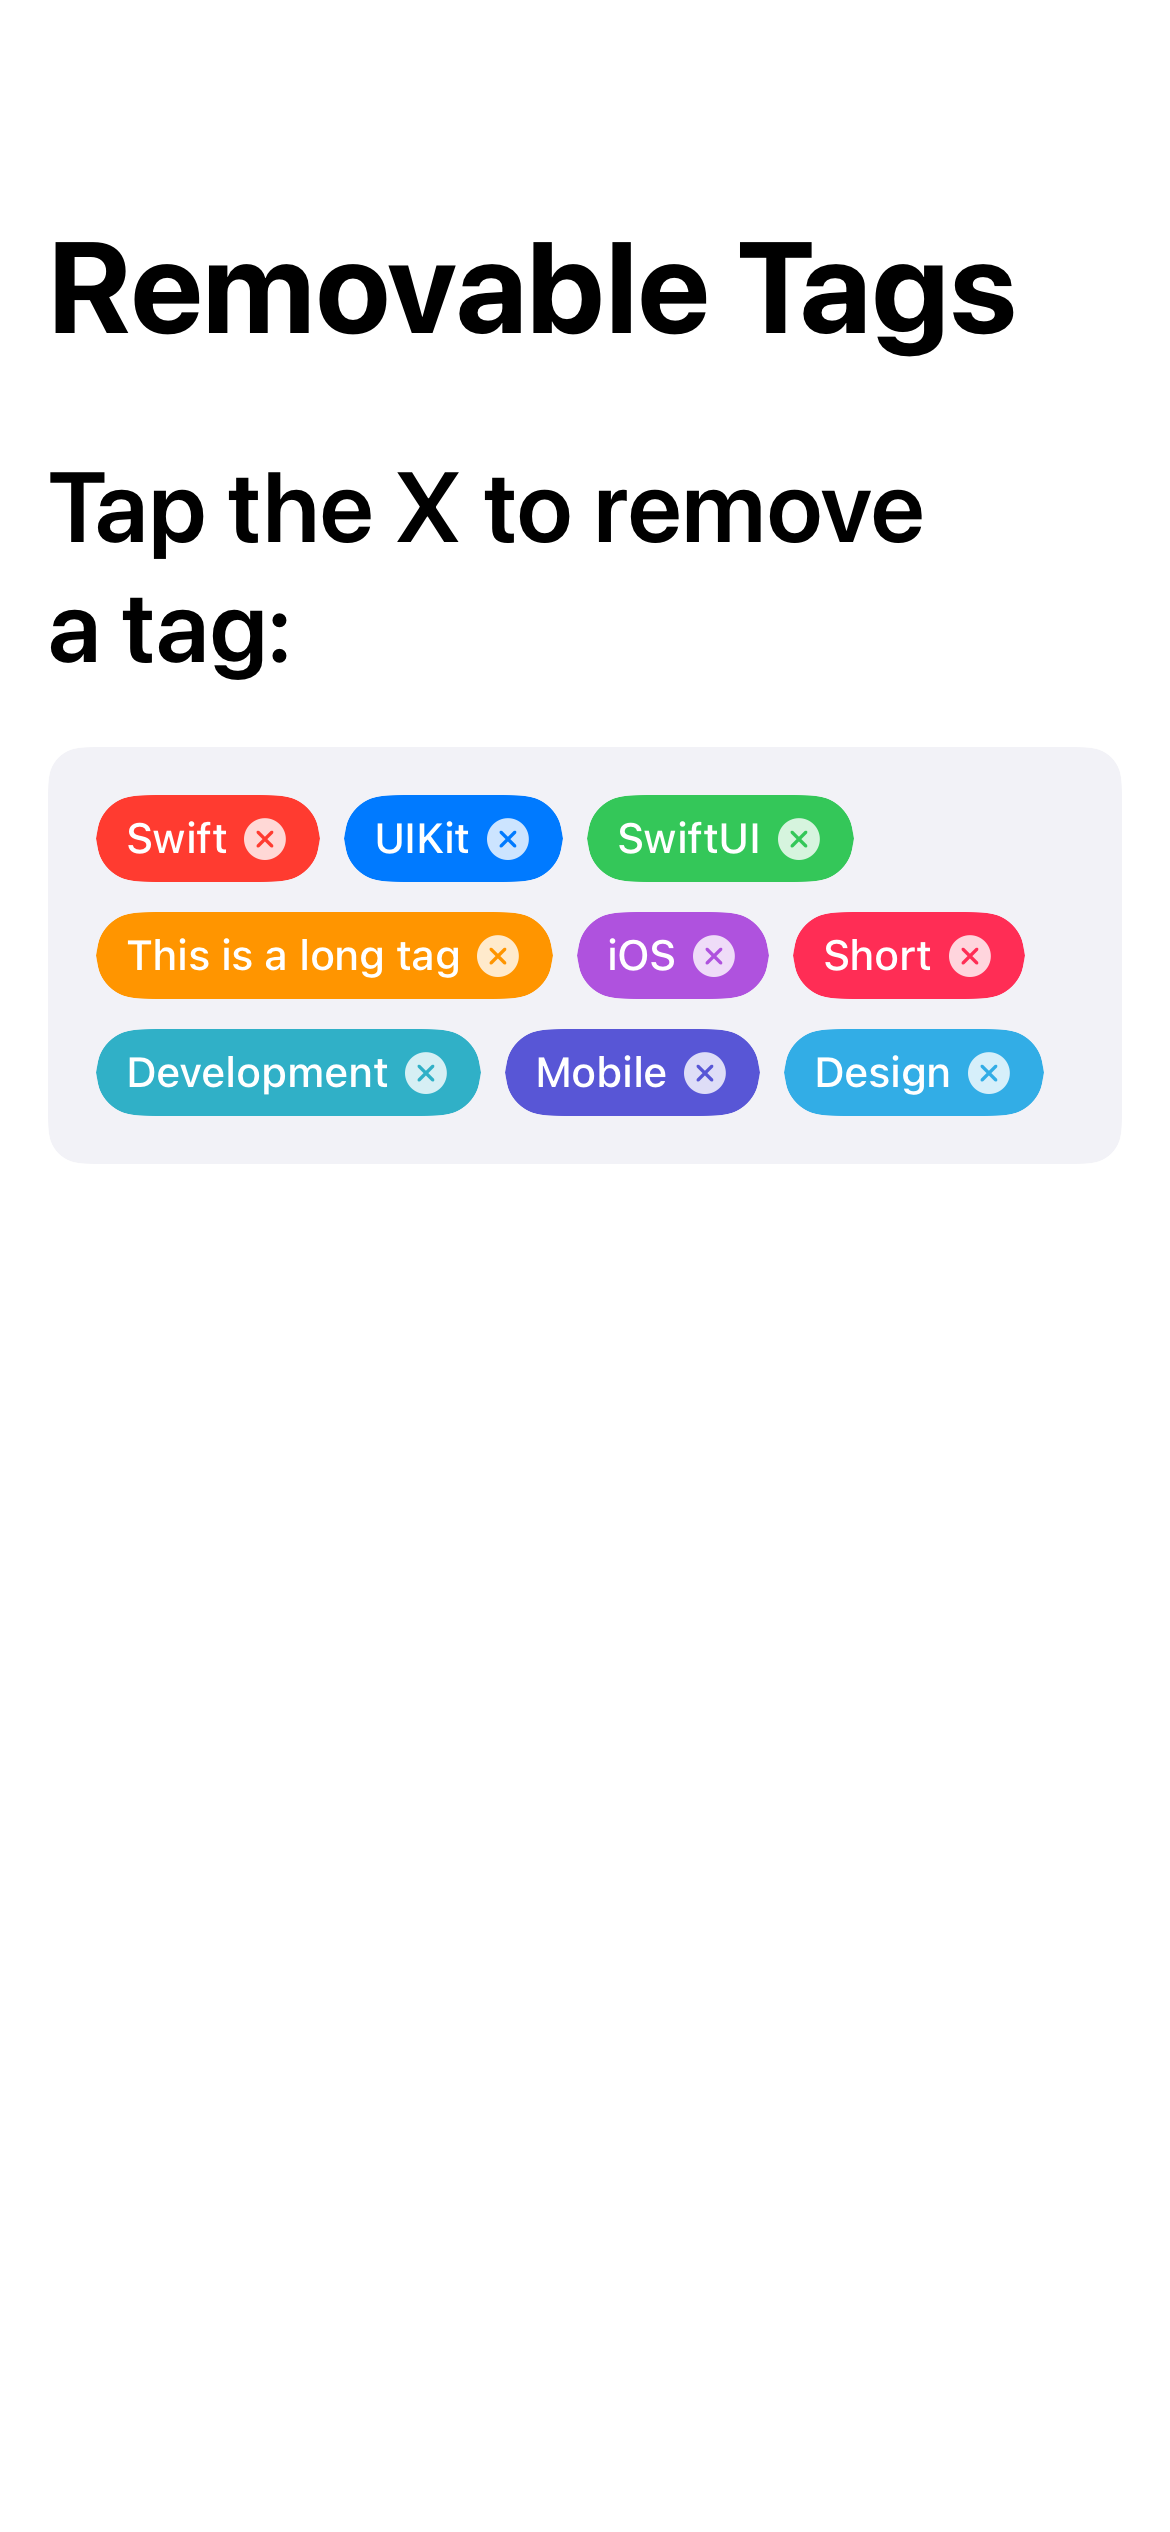 Removable Tags
Tap the X to remove
a tag:
Swift UIKit SwiftUI
This is a long tag iOS Short
Development Mobile Design